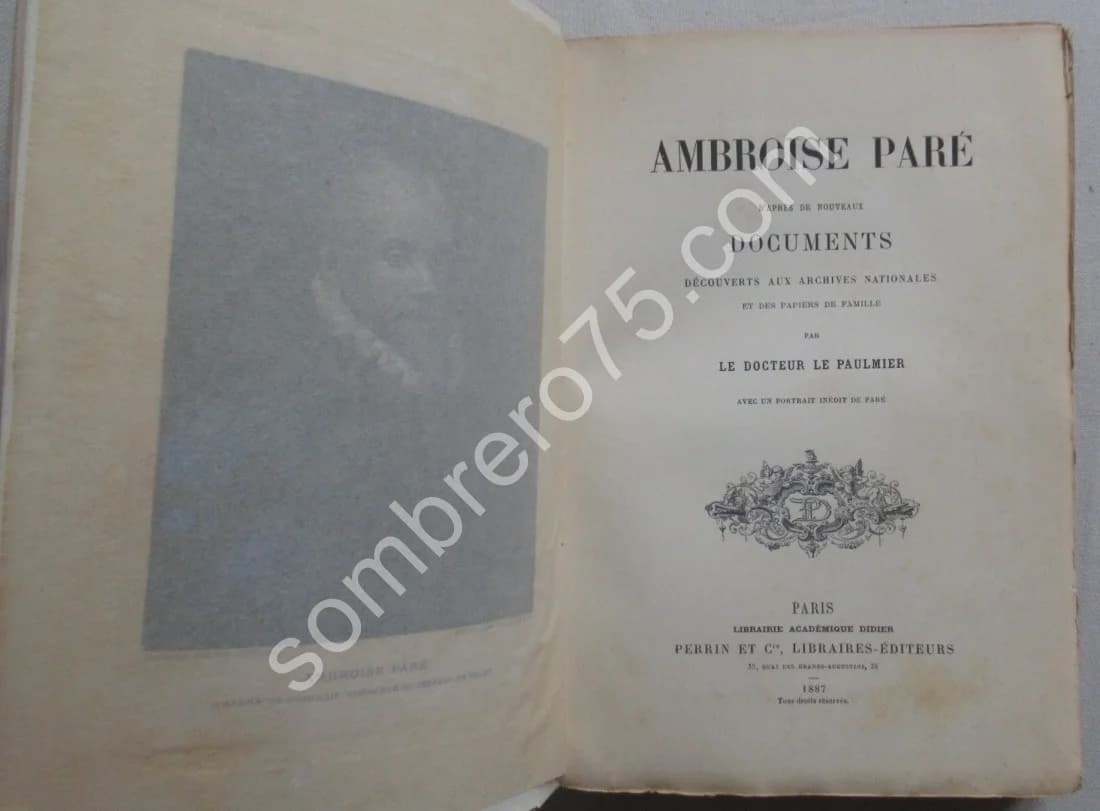 AMBROISE PARÉ
D'APRÈS DE NOUVEAUX
DOCUMENTS
DÉCOUVERTS AUX ARCHIVES NATIONALES
ET DES PAPIERS DE FAMILLE
PAR
LE DOCTEUR LE PAULMIER
AVEC UN PORTRAIT INÉDIT DE PARÉ
PARIS
LIBRAIRIE ACADÉMIQUE DIDIER
PERRIN ET Cie, LIBRAIRES-ÉDITEURS
QUAI DES GRANDS-AUGUSTINS,
1887
Tous droits réservés.
AMBROISE PARÉ
sombrero75.com